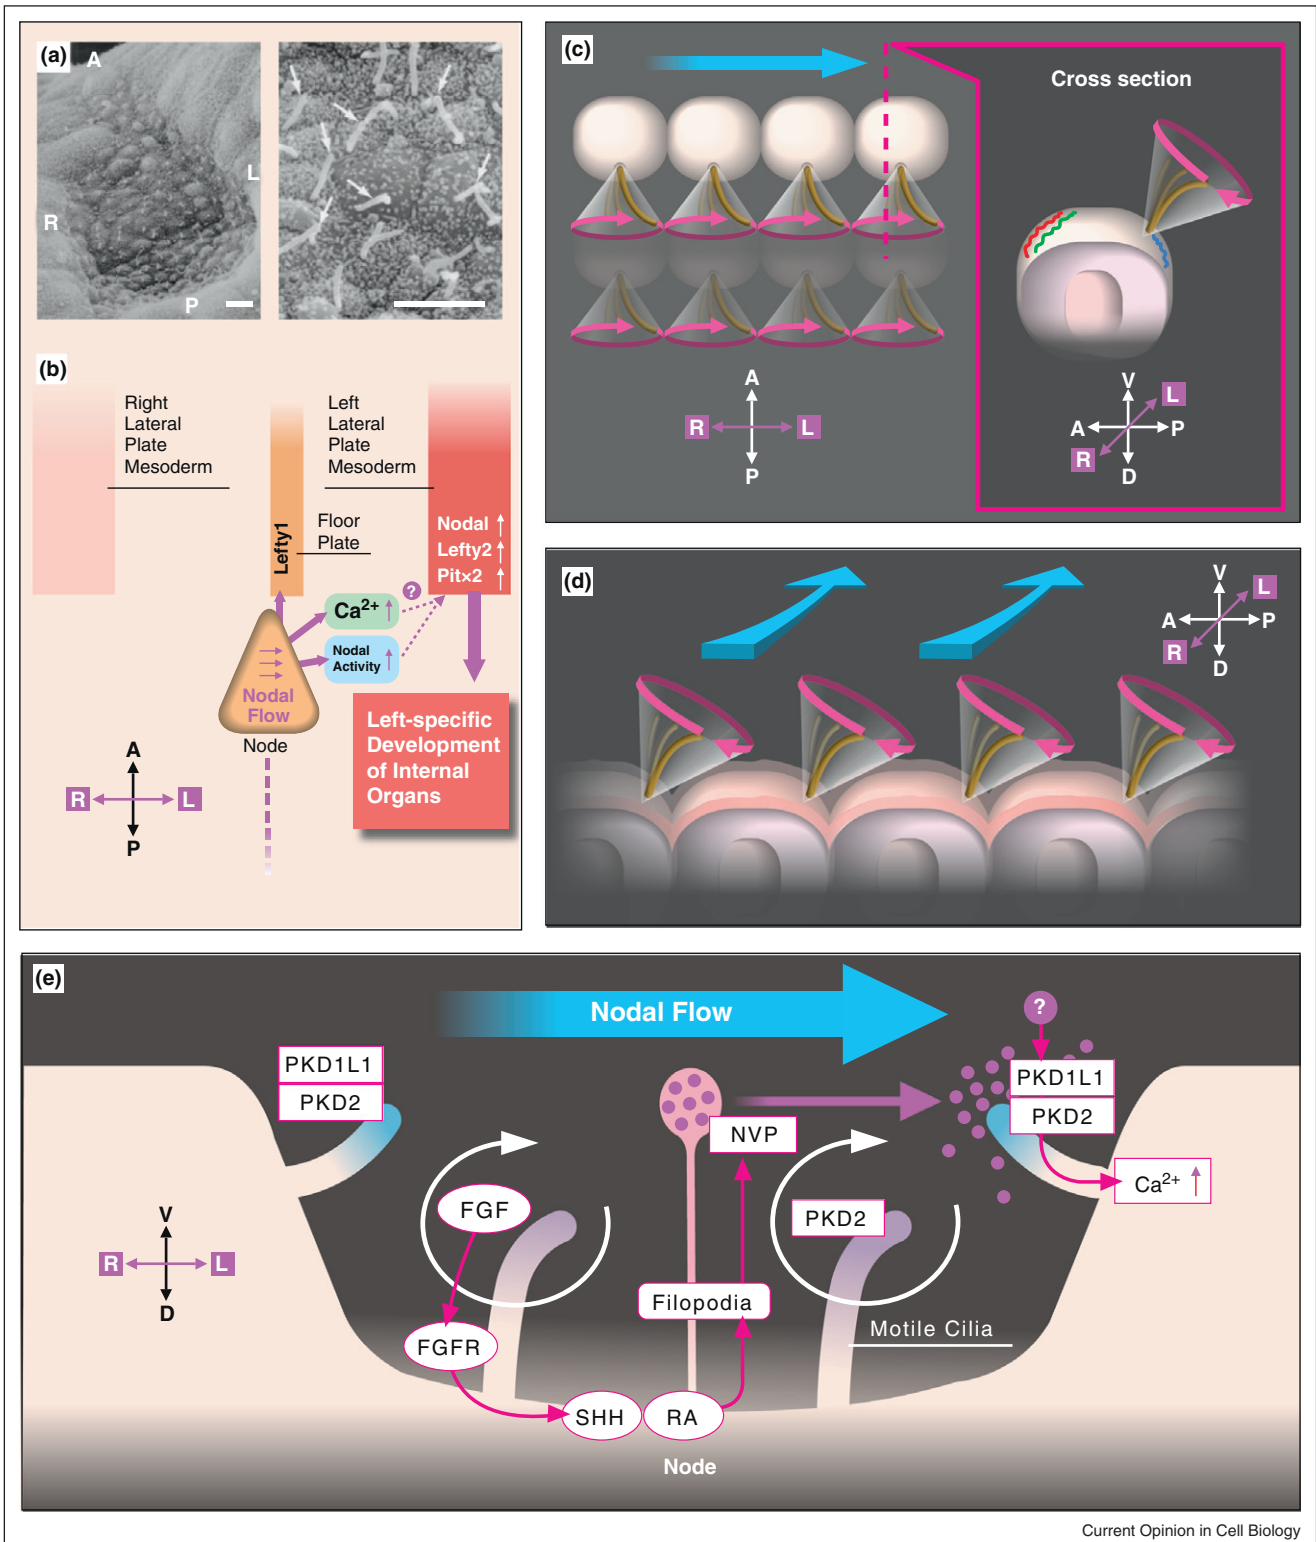 (a)
A
L
R
P
(b)
Right
Lateral
Plate
Mesoderm
Left
Lateral
Plate
Mesoderm
Floor
Plate
Lefty1
Nodal
Lefty2
Pit×2
?
Ca2+
Nodal
Activity
Nodal
Flow
Node
Left-specific
Development
of Internal
Organs
A
R
L
P
(c)
Cross section
A
R
L
P
V
L
A
P
R
D
(d)
V
L
A
P
R
D
(e)
Nodal Flow
?
PKD1L1
PKD2
PKD1L1
PKD2
NVP
Ca2+
FGF
PKD2
V
R
L
D
Filopodia
Motile Cilia
FGFR
SHH
RA
Node
Current Opinion in Cell Biology